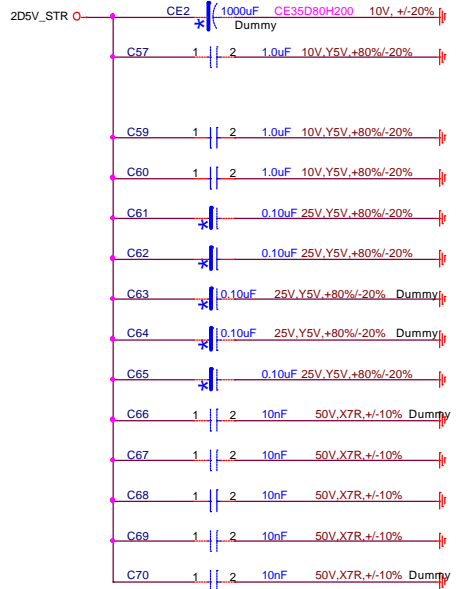 2D5V_STR CE2 1000uF CE35D80H200 10V, +/-20%
* Dummy
C57 1 2 1.0uF 10V,Y5V,+80%/-20%
C59 1 2 1.0uF 10V,Y5V,+80%/-20%
C60 1 2 1.0uF 10V,Y5V,+80%/-20%
C61 * 0.10uF 25V,Y5V,+80%/-20%
C62 * 0.10uF 25V,Y5V,+80%/-20%
C63 * 0.10uF 25V,Y5V,+80%/-20% Dummy
C64 * 0.10uF 25V,Y5V,+80%/-20% Dummy
C65 * 0.10uF 25V,Y5V,+80%/-20%
C66 1 2 10nF 50V,X7R,+/-10% Dummy
C67 1 2 10nF 50V,X7R,+/-10%
C68 1 2 10nF 50V,X7R,+/-10%
C69 1 2 10nF 50V,X7R,+/-10%
C70 1 2 10nF 50V,X7R,+/-10% Dummy